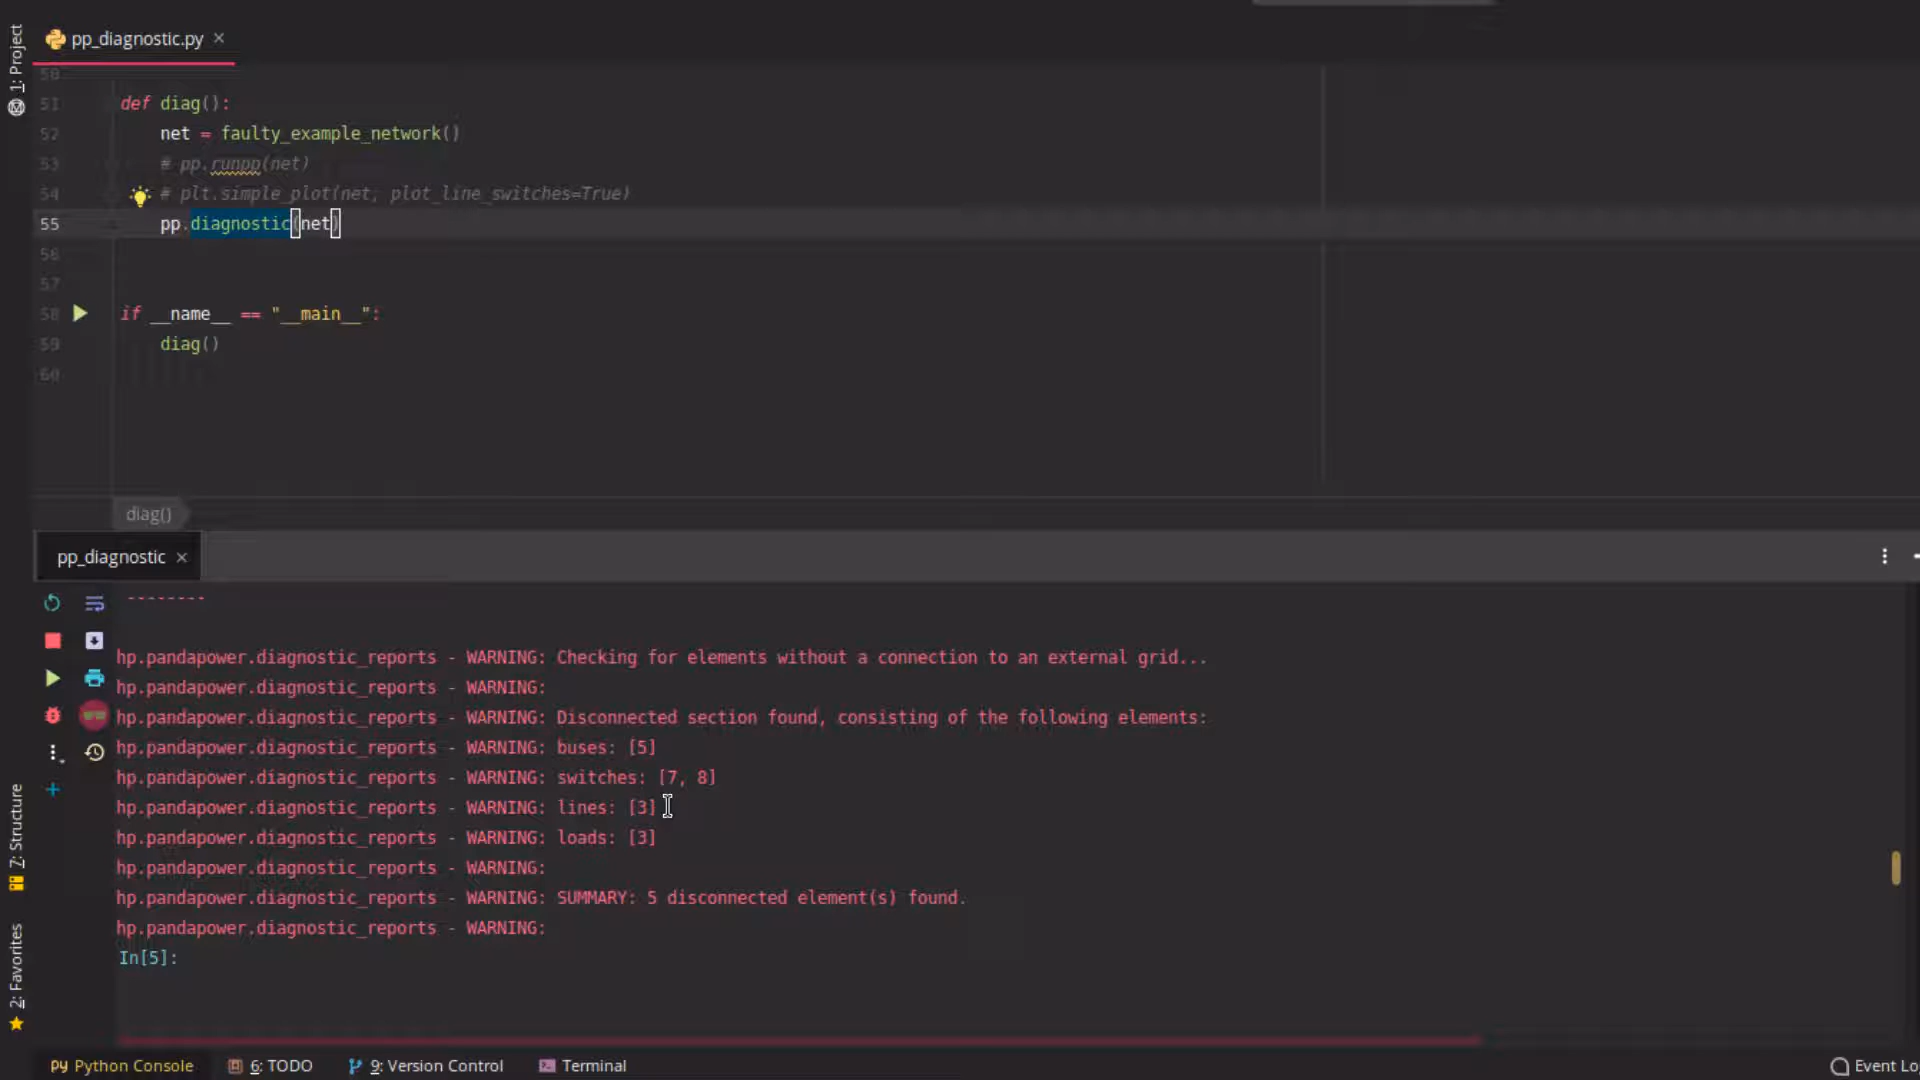 1: Project
pp_diagnostic.py ×
50
51 def diag():
52 net = faulty_example_network()
53 # pp.runpp(net)
54 # plt.simple_plot(net, plot_line_switches=True)
55 pp.diagnostic(net)
56
57
58 if __name__ == "__main__":
59 diag()
60
diag()
pp_diagnostic ×
--------
hp.pandapower.diagnostic_reports - WARNING: Checking for elements without a connection to an external grid...
hp.pandapower.diagnostic_reports - WARNING:
hp.pandapower.diagnostic_reports - WARNING: Disconnected section found, consisting of the following elements:
hp.pandapower.diagnostic_reports - WARNING: buses: [5]
hp.pandapower.diagnostic_reports - WARNING: switches: [7, 8]
hp.pandapower.diagnostic_reports - WARNING: lines: [3]
hp.pandapower.diagnostic_reports - WARNING: loads: [3]
hp.pandapower.diagnostic_reports - WARNING:
hp.pandapower.diagnostic_reports - WARNING: SUMMARY: 5 disconnected element(s) found.
hp.pandapower.diagnostic_reports - WARNING:
In[5]:
7: Structure
2: Favorites
Python Console
6: TODO
9: Version Control
Terminal
Event Lo